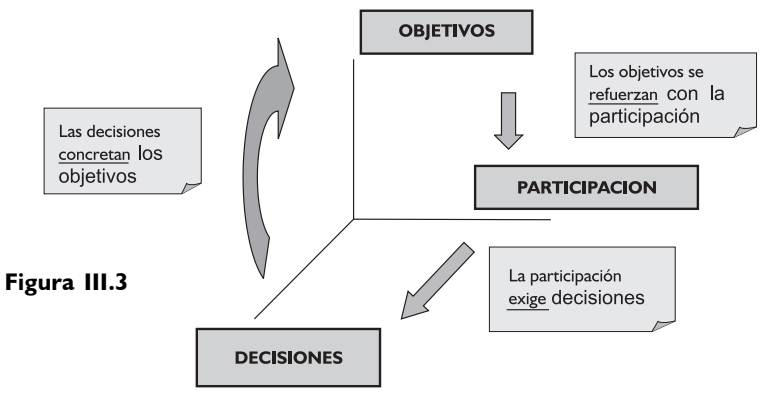 OBJETIVOS
Los objetivos se
refuerzan con la
participación
Las decisiones
concretan los
objetivos
PARTICIPACION
Figura III.3
La participación
exige decisiones
DECISIONES